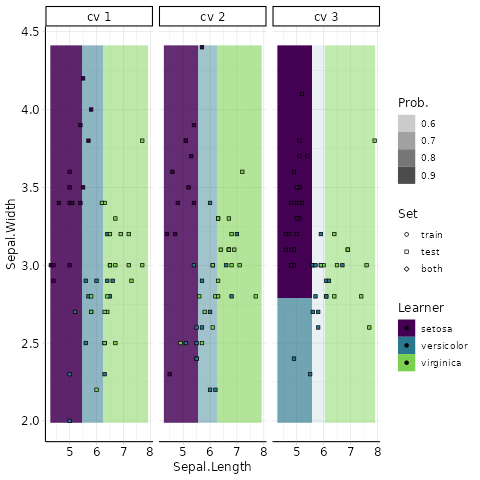 cv 1 cv 2 cv 3
4.5
4.0
3.5
3.0
2.5
2.0
Sepal.Width
5 6 7 8 5 6 7 8 5 6 7 8
Sepal.Length
Prob.
0.6
0.7
0.8
0.9
Set
train
test
both
Learner
setosa
versicolor
virginica